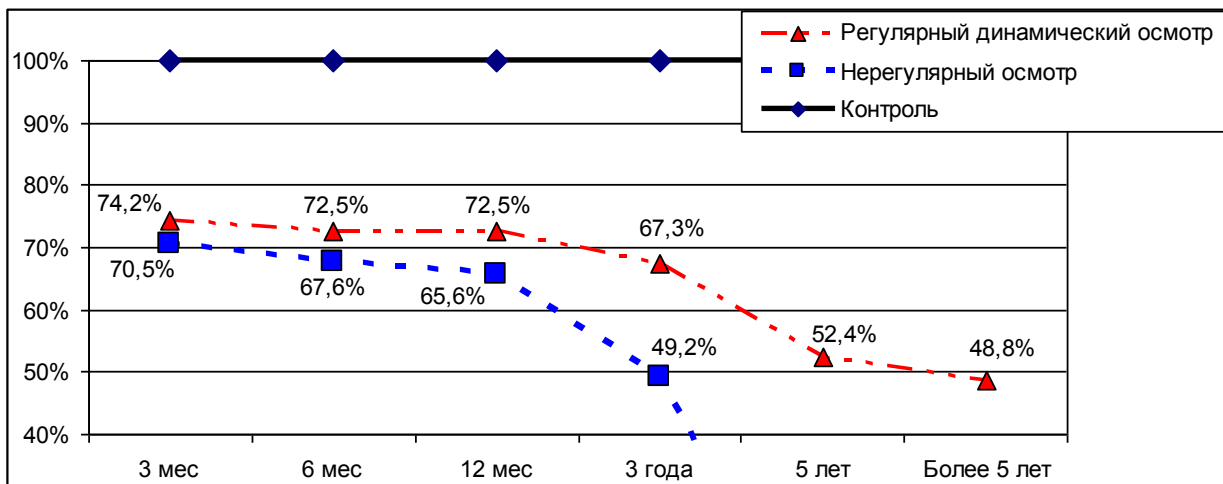 Регулярный динамический осмотр
Нерегулярный осмотр
Контроль
100%
90%
80%
70%
60%
50%
40%
74,2%
72,5%
72,5%
67,3%
52,4%
48,8%
70,5%
67,6%
65,6%
49,2%
3 мес
6 мес
12 мес
3 года
5 лет
Более 5 лет